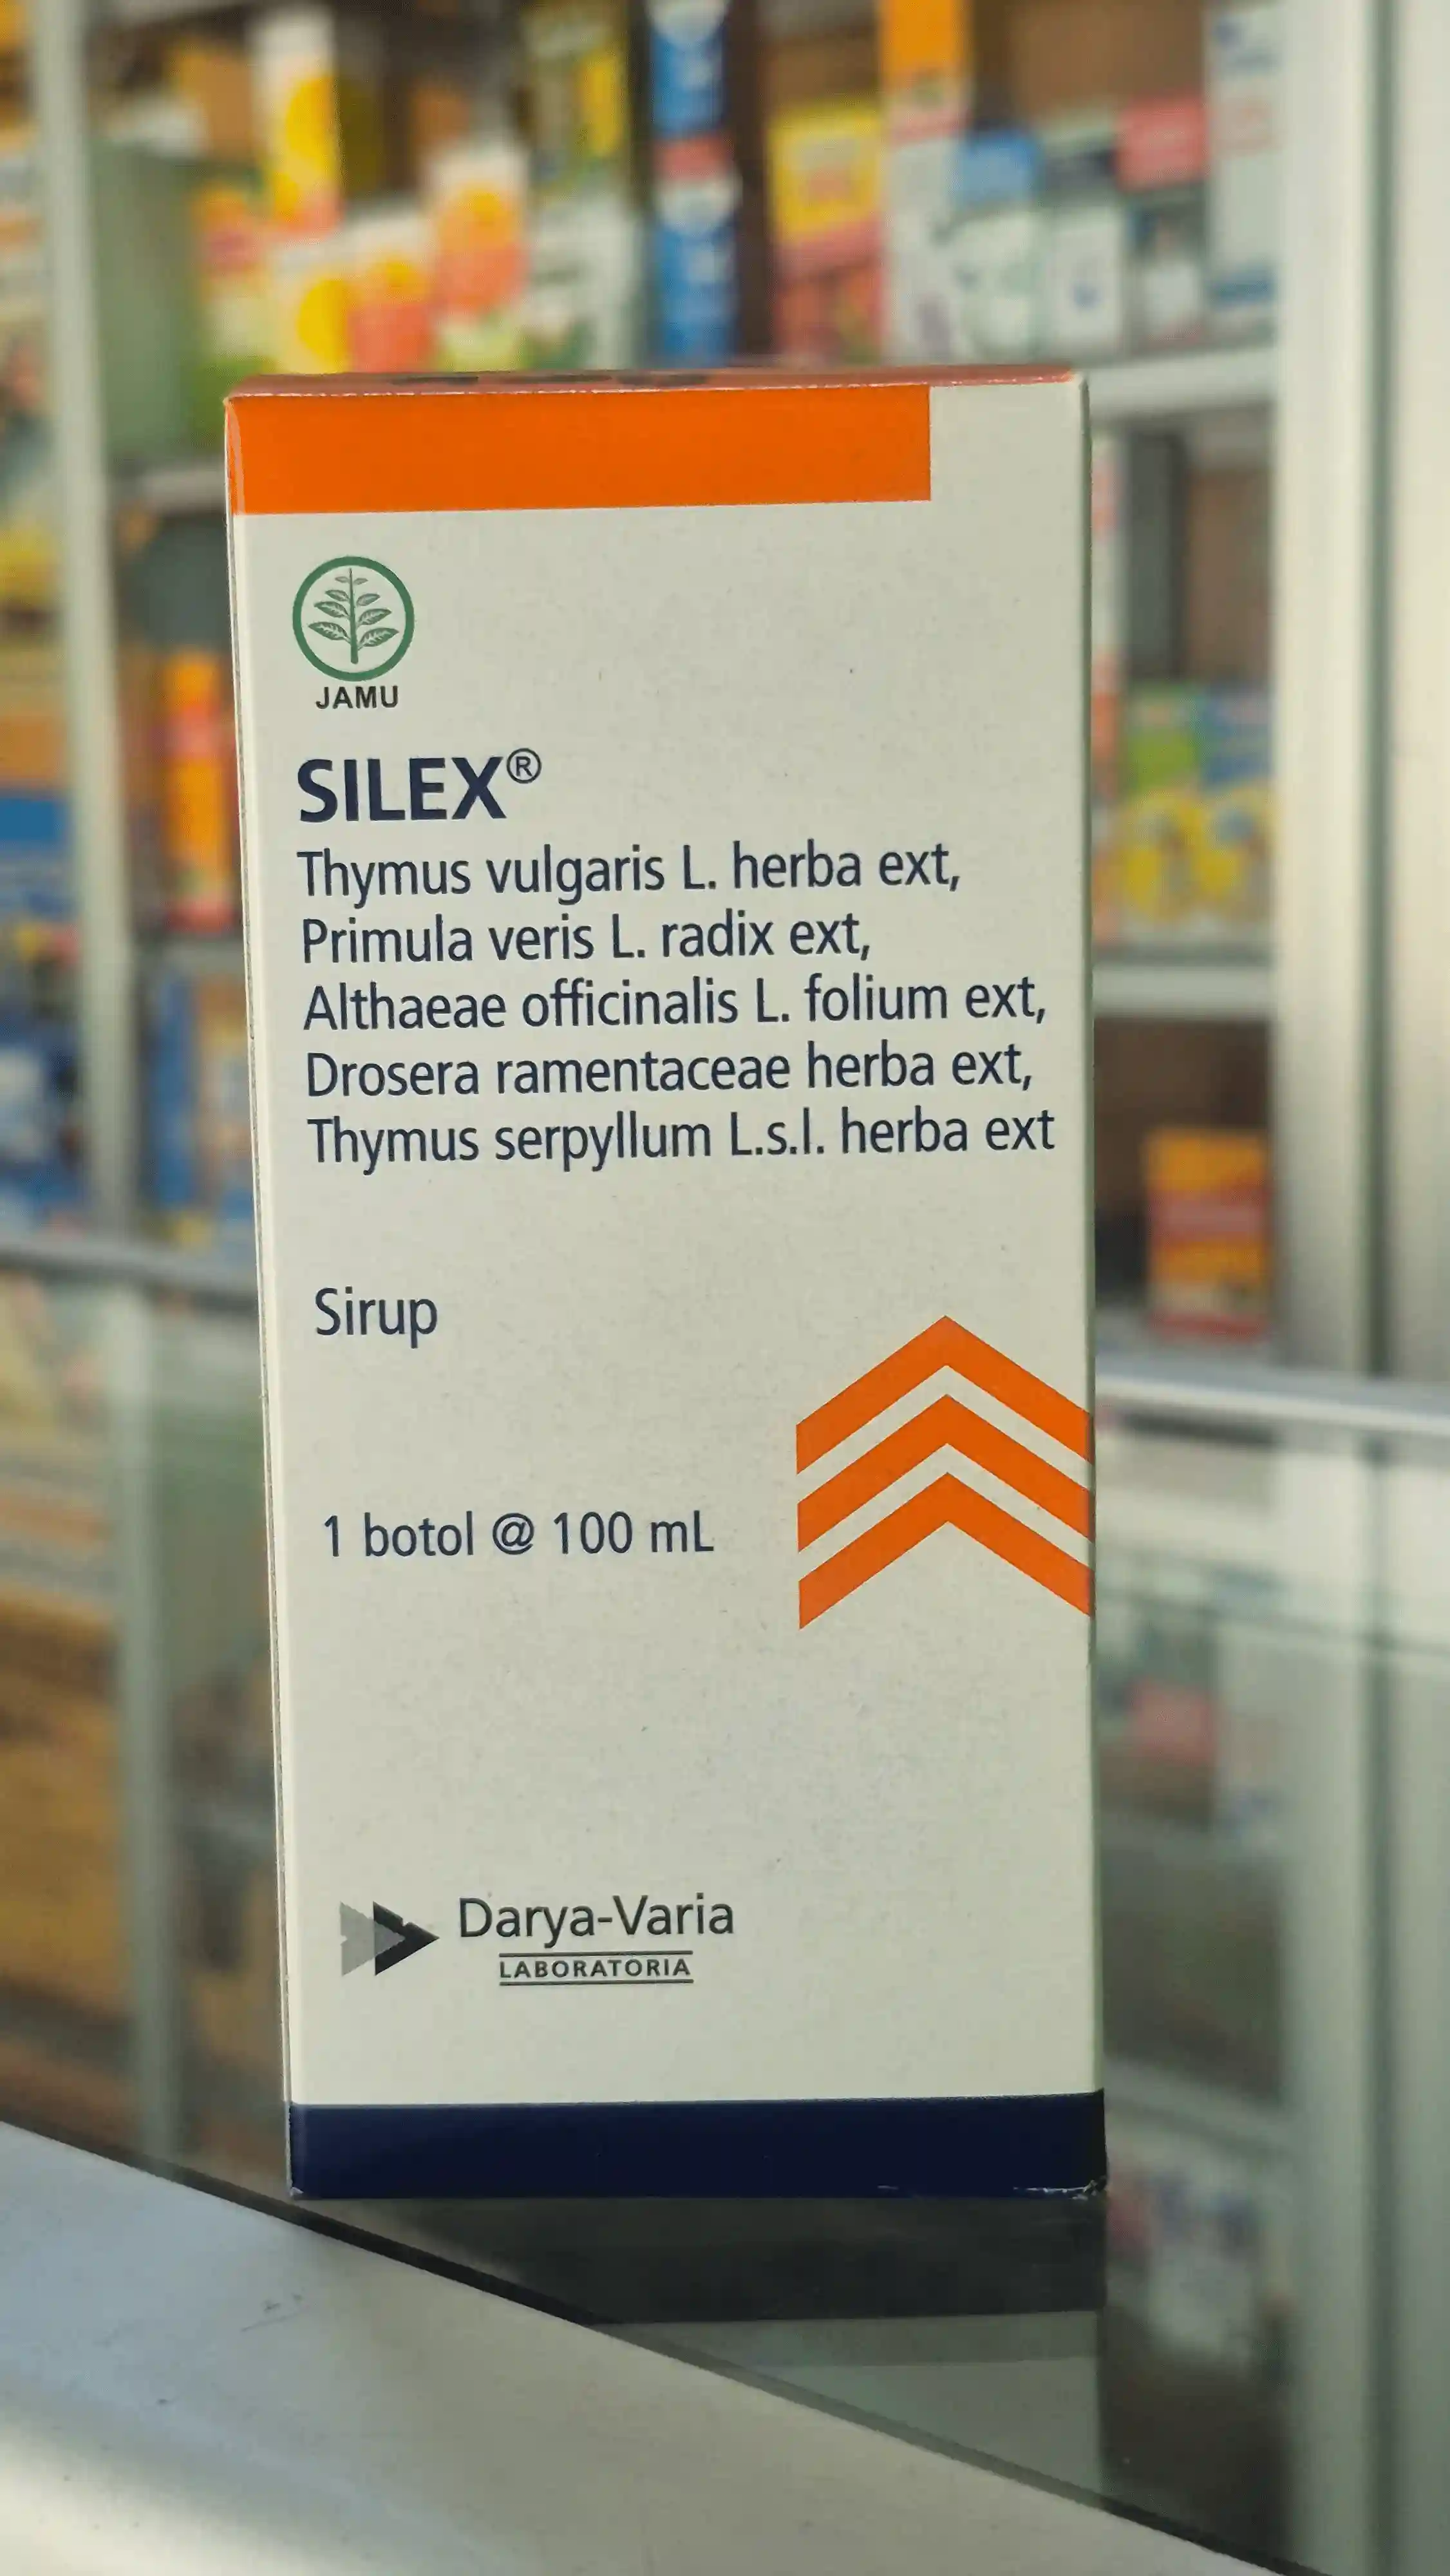 JAMU
SILEX®
Thymus vulgaris L. herba ext,
Primula veris L. radix ext,
Althaeae officinalis L. folium ext,
Drosera ramentaceae herba ext,
Thymus serpyllum L.s.l. herba ext
Sirup
1 botol @ 100 mL
Darya-Varia
LABORATORIA